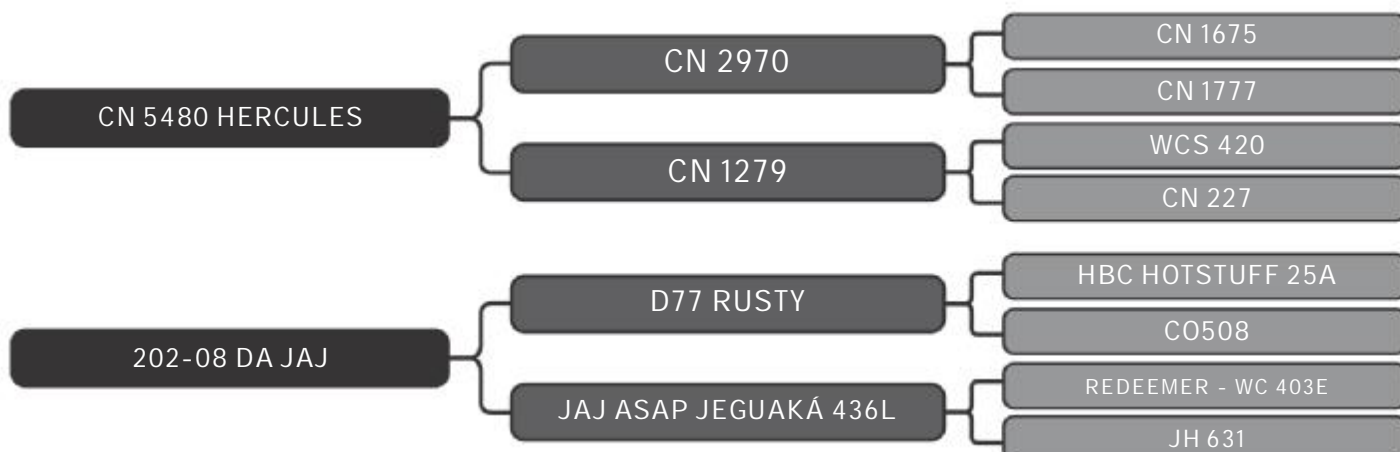 CN 5480 HERCULES
CN 2970
CN 1675
CN 1777
CN 1279
WCS 420
CN 227
202-08 DA JAJ
D77 RUSTY
HBC HOTSTUFF 25A
CO508
JAJ ASAP JEGUAKÁ 436L
REDEEMER - WC 403E
JH 631